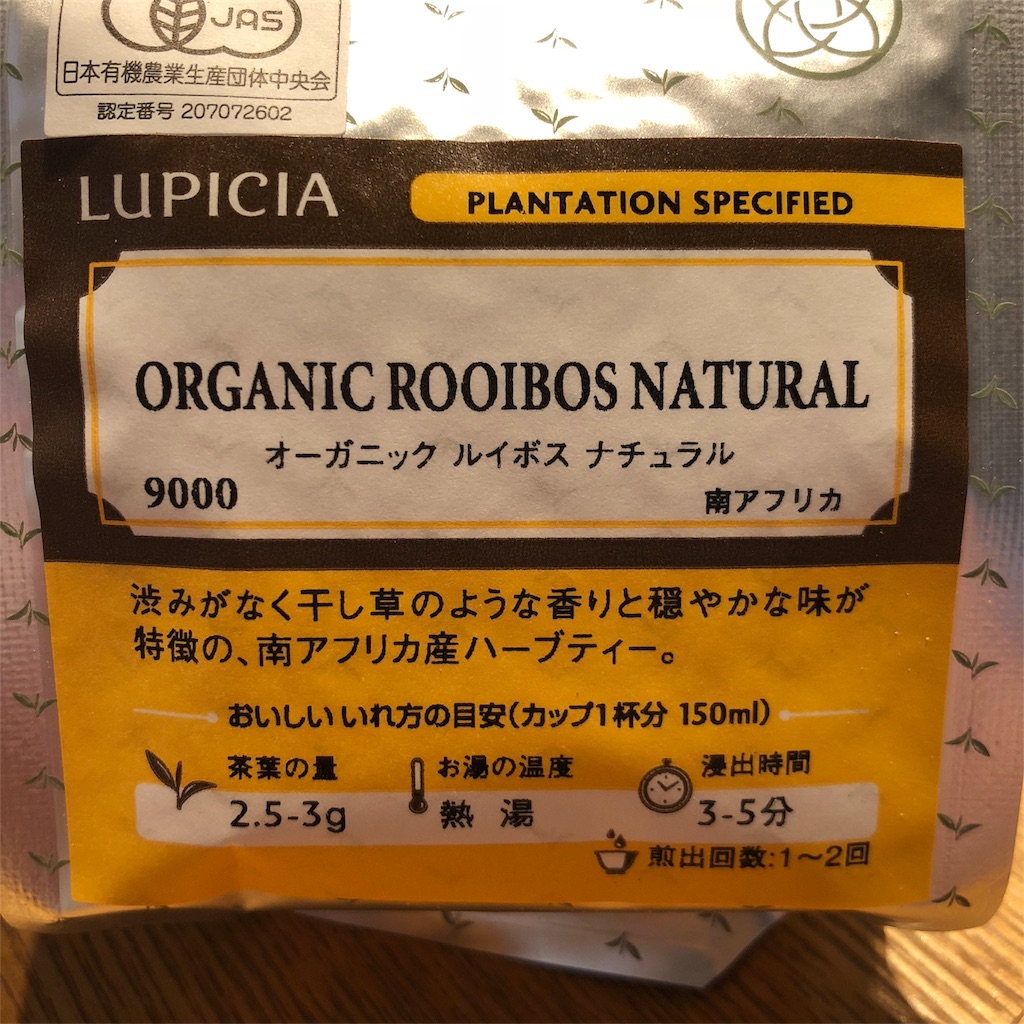 JAS
日本有機農業生産団体中央会
認定番号 207072602
LUPICIA
PLANTATION SPECIFIED
ORGANIC ROOIBOS NATURAL
オーガニック ルイボス ナチュラル
9000 南アフリカ
渋みがなく干し草のような香りと穏やかな味が
特徴の、南アフリカ産ハーブティー。
おいしいいれ方の目安(カップ1杯分 150ml)
茶葉の量 お湯の温度 浸出時間
2.5-3g 熱湯 3-5分
煎出回数:1〜2回